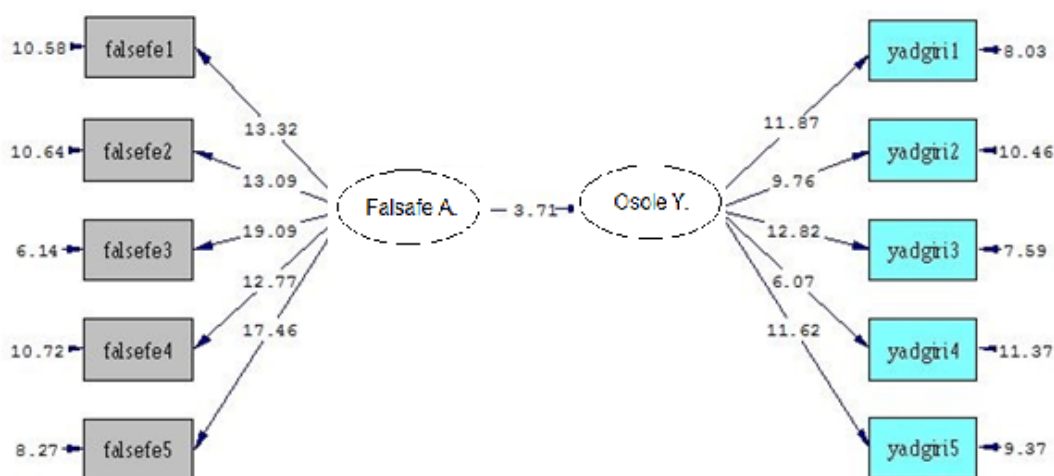 10.58 falsefe1 13.32
10.64 falsefe2 13.09
6.14 falsefe3 19.09
10.72 falsefe4 12.77
8.27 falsefe5 17.46
Falsafe A. 3.71 Osole Y.
11.87 yadgiri1 8.03
9.76 yadgiri2 10.46
12.82 yadgiri3 7.59
6.07 yadgiri4 11.37
11.62 yadgiri5 9.37